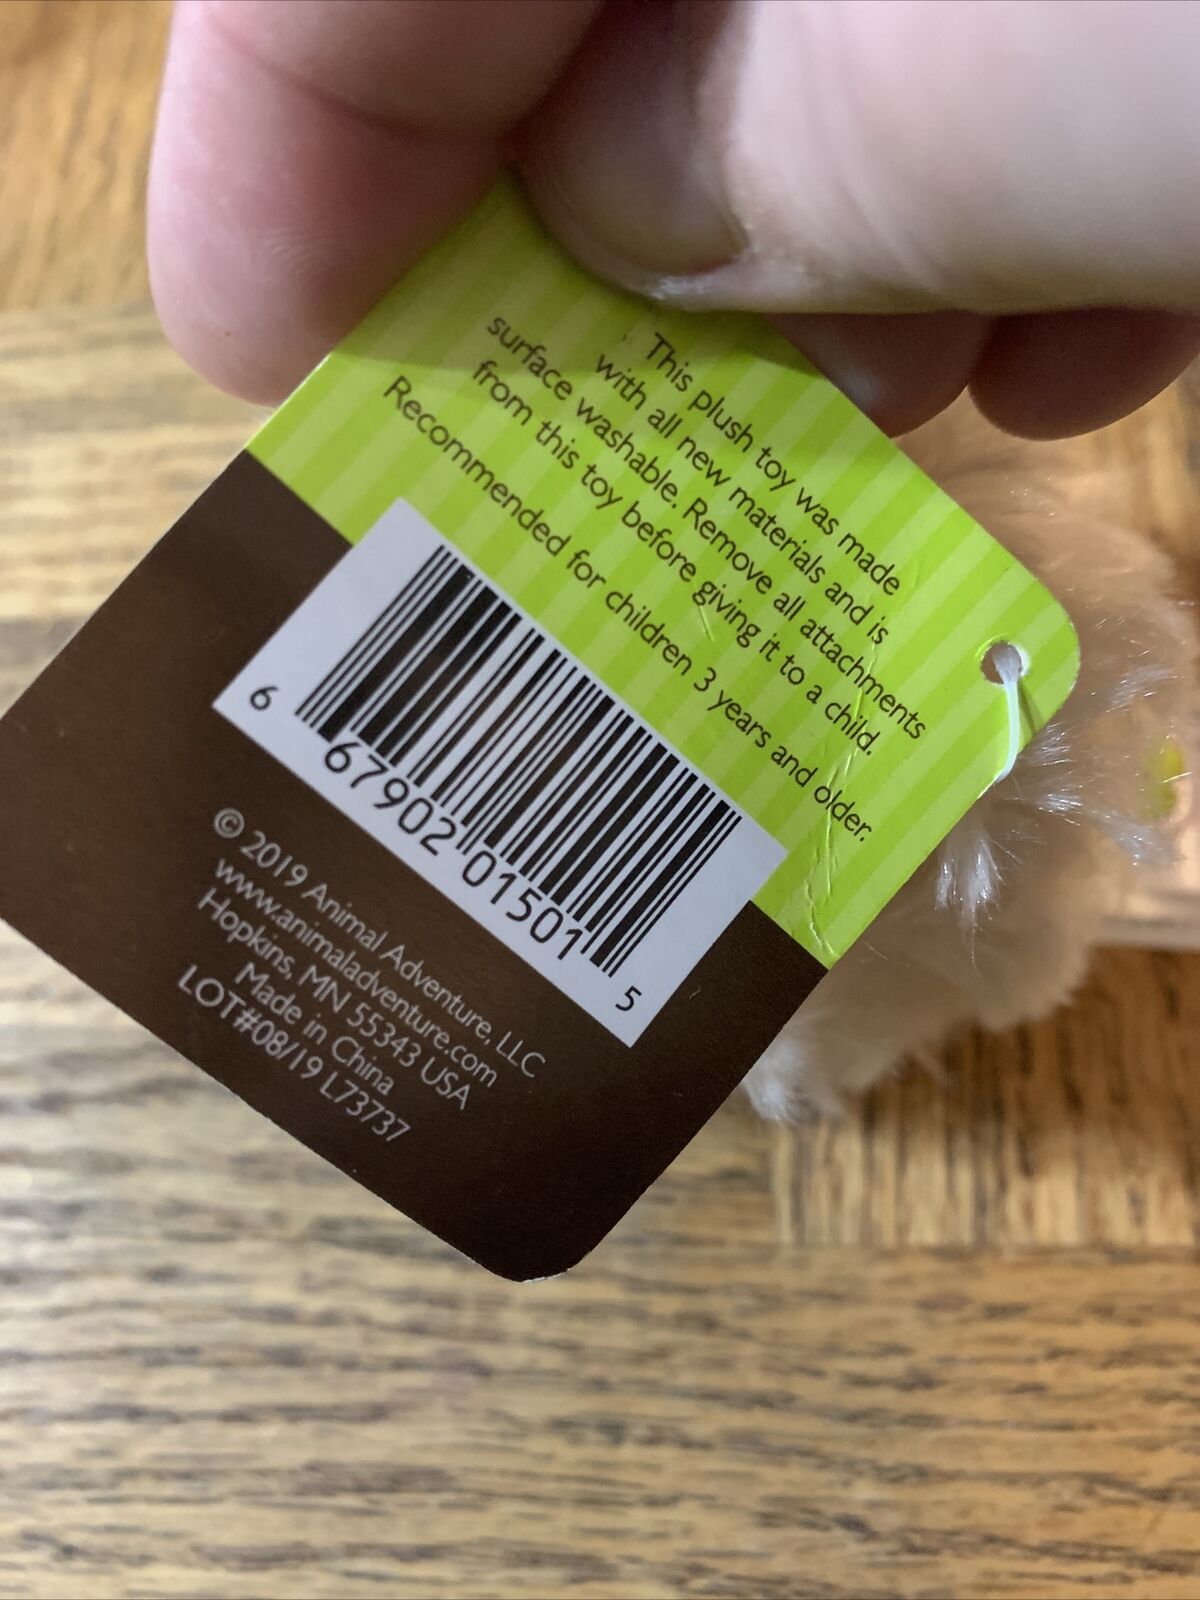 This plush toy was made
with all new materials and is
surface washable. Remove all attachments
from this toy before giving it to a child.
Recommended for children 3 years and older.
6 67902 01501 5
© 2019 Animal Adventure, LLC
www.animaladventure.com
Hopkins, MN 55343 USA
Made in China
LOT#08/19 L73737